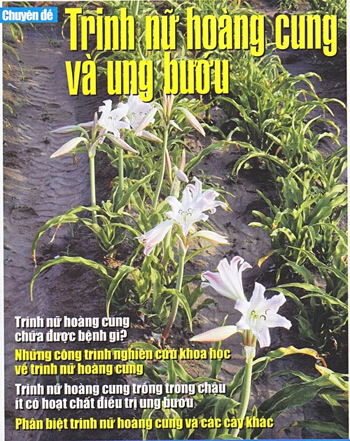 Chuyên đề
Trinh nữ hoàng cung
và ung bướu
Trinh nữ hoàng cung
chữa được bệnh gì?
Những công trình nghiên cứu khoa học
về trinh nữ hoàng cung
Trinh nữ hoàng cung trồng trong chậu
ít có hoạt chất điều trị ung bướu
Phân biệt trinh nữ hoàng cung và các cây khác